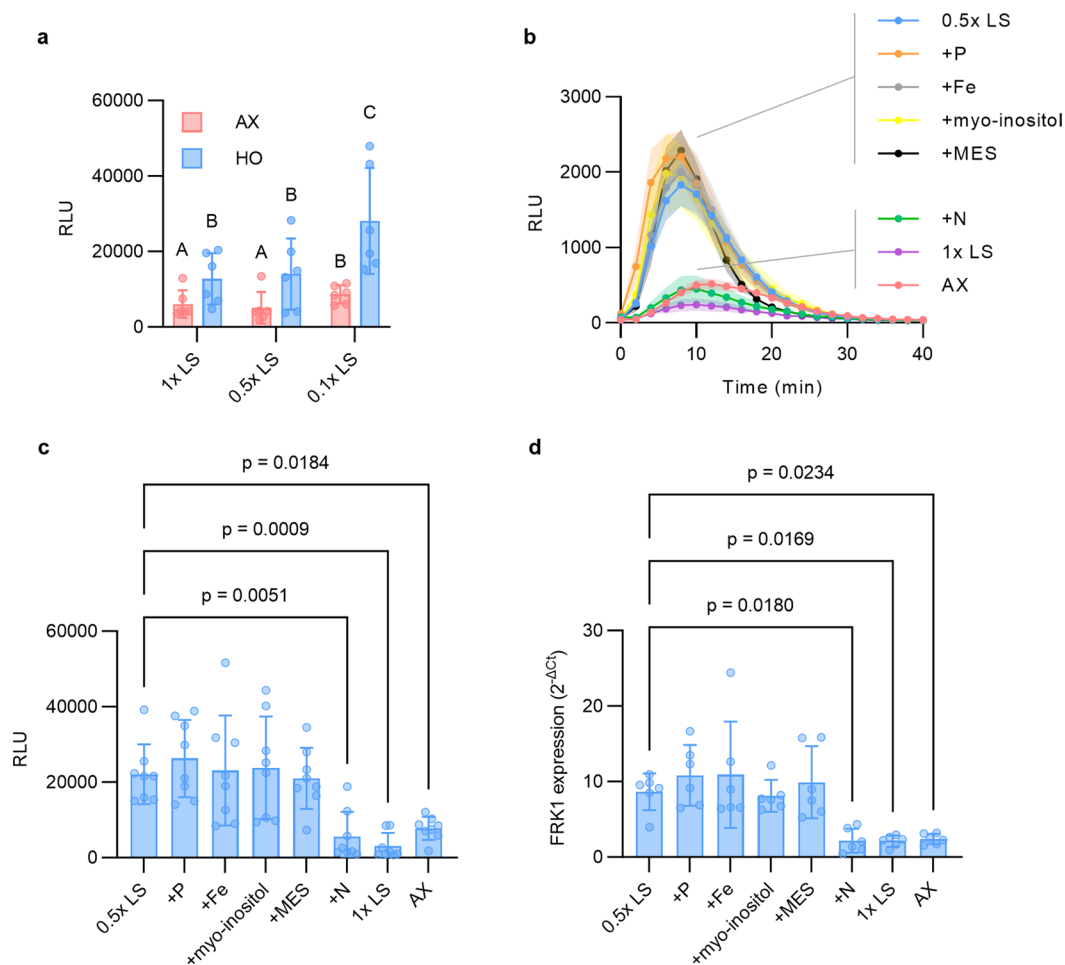 a
60000
40000
20000
0
RLU
AX
HO
A
B
A
B
B
C
1x LS
0.5x LS
0.1x LS
b
3000
2000
1000
0
RLU
0
10
20
30
40
Time (min)
0.5x LS
+P
+Fe
+myo-inositol
+MES
+N
1x LS
AX
c
p = 0.0184
p = 0.0009
p = 0.0051
60000
40000
20000
0
RLU
0.5x LS
+P
+Fe
+myo-inositol
+MES
+N
1x LS
AX
d
p = 0.0234
p = 0.0169
p = 0.0180
30
20
10
0
FRK1 expression (2^-ΔCt)
0.5x LS
+P
+Fe
+myo-inositol
+MES
+N
1x LS
AX